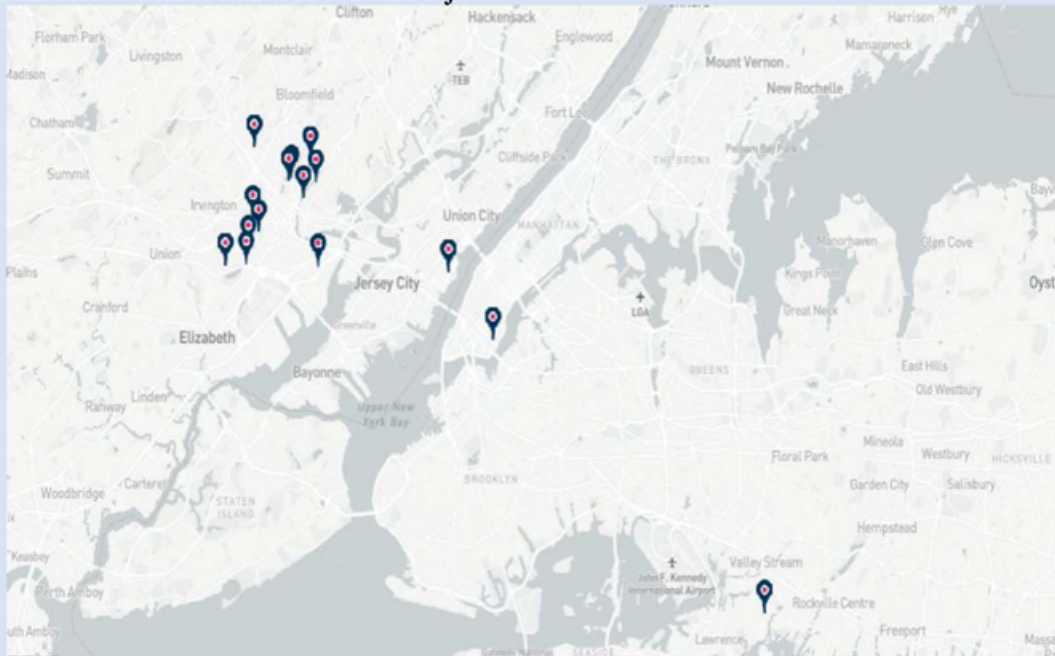 Clifton
Hackensack
Rye
Harrison
Florham Park
Englewood
Mamaroneck
Livingston
Montclair
Madison
Mount Vernon
TEB
New Rochelle
Bloomfield
Fort Lee
Chatham
Pelham Bay Park
THE BRONX
Cliffside Park
Summit
Irvington
Union City
MANHATTAN
Manorhaven
Glen Cove
Union
Plains
Kings Point
Jersey City
Oyst
Cranford
LGA
Great Neck
Elizabeth
East Hills
Bayonne
QUEENS
Old Westbury
Linden
Rahway
Upper New
York Bay
Mineola
Floral Park
Westbury
HICKSVILLE
BROOKLYN
Carteret
Garden City
Salisbury
Woodbridge
STATEN
ISLAND
Hempstead
Keasbey
Valley Stream
John F. Kennedy
International Airport
Perth Amboy
Rockville Centre
uth Amboy
Freeport
Lawrence
Massa